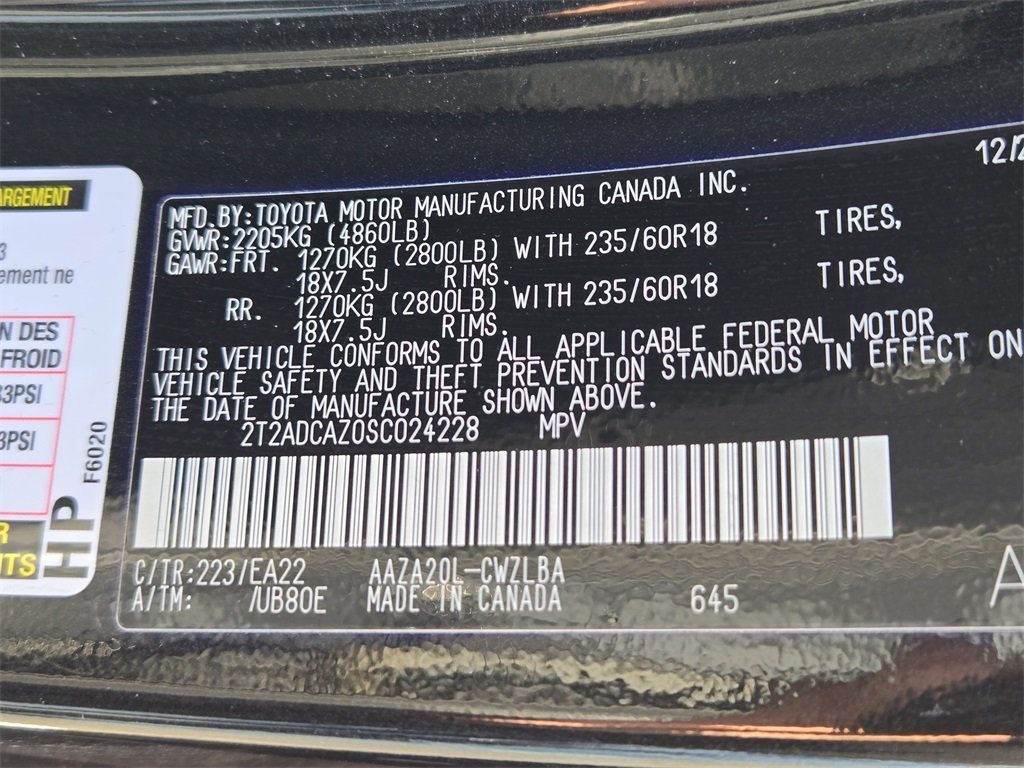 ARGEMENT
3
ement ne
N DES
FROID
3PSI
3PSI
R
TS
HP
F6020
12/2
MFD. BY:TOYOTA MOTOR MANUFACTURING CANADA INC.
GVWR:2205KG (4860LB)
GAWR:FRT. 1270KG (2800LB) WITH 235/60R18 TIRES,
18X7.5J RIMS.
RR. 1270KG (2800LB) WITH 235/60R18 TIRES,
18X7.5J RIMS.
THIS VEHICLE CONFORMS TO ALL APPLICABLE FEDERAL MOTOR
VEHICLE SAFETY AND THEFT PREVENTION STANDARDS IN EFFECT ON
THE DATE OF MANUFACTURE SHOWN ABOVE.
2T2ADCAZ0SC024228 MPV
C/TR:223/EA22 AAZA20L-CWZLBA
A/TM: /UB80E MADE IN CANADA 645
A